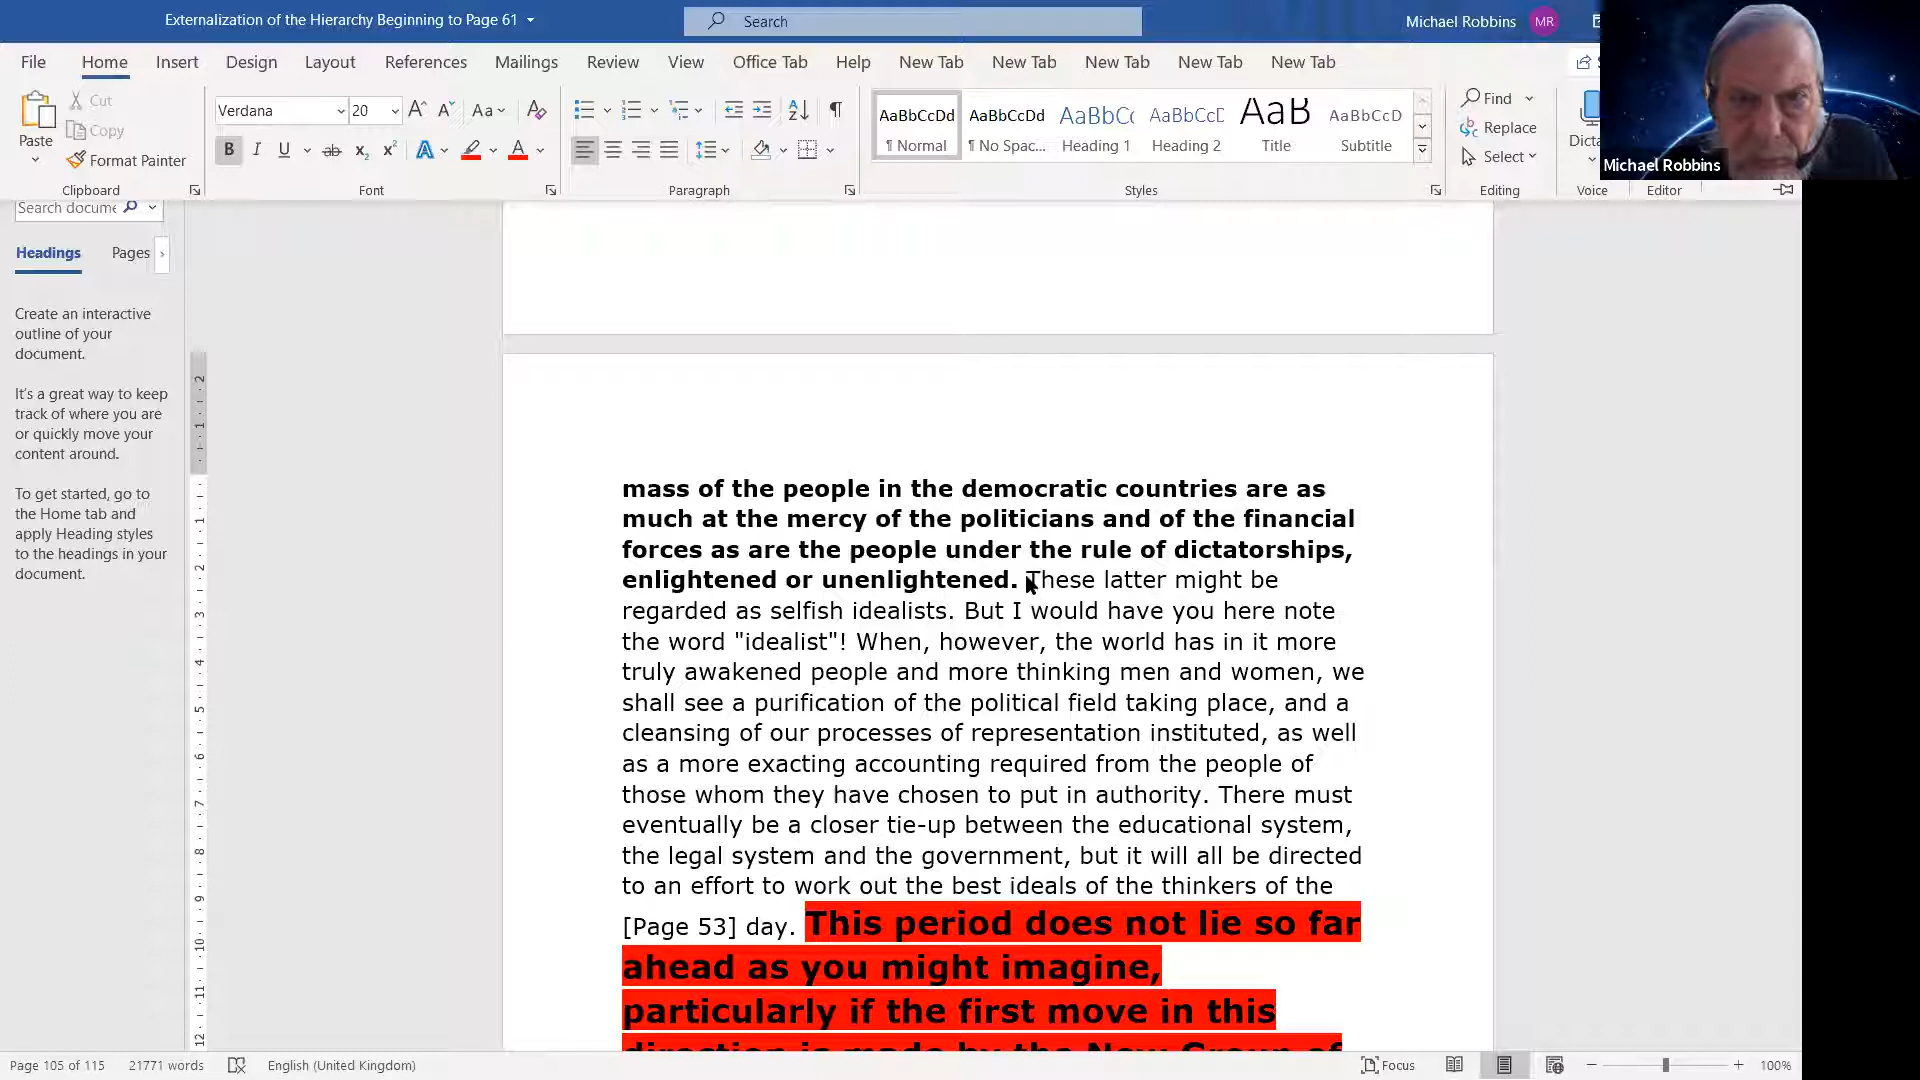 Externalization of the Hierarchy Beginning to Page 61
Search
Michael Robbins
MR
File Home Insert Design Layout References Mailings Review View Office Tab Help New Tab New Tab New Tab New Tab New Tab
Paste
Cut
Copy
Format Painter
Clipboard
Verdana
20
Font
Paragraph
AaBbCcDd
¶ Normal
AaBbCcDd
¶ No Spac...
AaBbC
Heading 1
AaBbCcD
Heading 2
AaB
Title
AaBbCcD
Subtitle
Styles
Find
Replace
Select
Editing
Voice
Editor
Michael Robbins
Headings Pages
Create an interactive
outline of your
document.
It's a great way to keep
track of where you are
or quickly move your
content around.
To get started, go to
the Home tab and
apply Heading styles
to the headings in your
document.
mass of the people in the democratic countries are as
much at the mercy of the politicians and of the financial
forces as are the people under the rule of dictatorships,
enlightened or unenlightened. These latter might be
regarded as selfish idealists. But I would have you here note
the word "idealist"! When, however, the world has in it more
truly awakened people and more thinking men and women, we
shall see a purification of the political field taking place, and a
cleansing of our processes of representation instituted, as well
as a more exacting accounting required from the people of
those whom they have chosen to put in authority. There must
eventually be a closer tie-up between the educational system,
the legal system and the government, but it will all be directed
to an effort to work out the best ideals of the thinkers of the
[Page 53] day. This period does not lie so far
ahead as you might imagine,
particularly if the first move in this
direction is made by the New Group of
Page 105 of 115
21771 words
English (United Kingdom)
Focus
100%